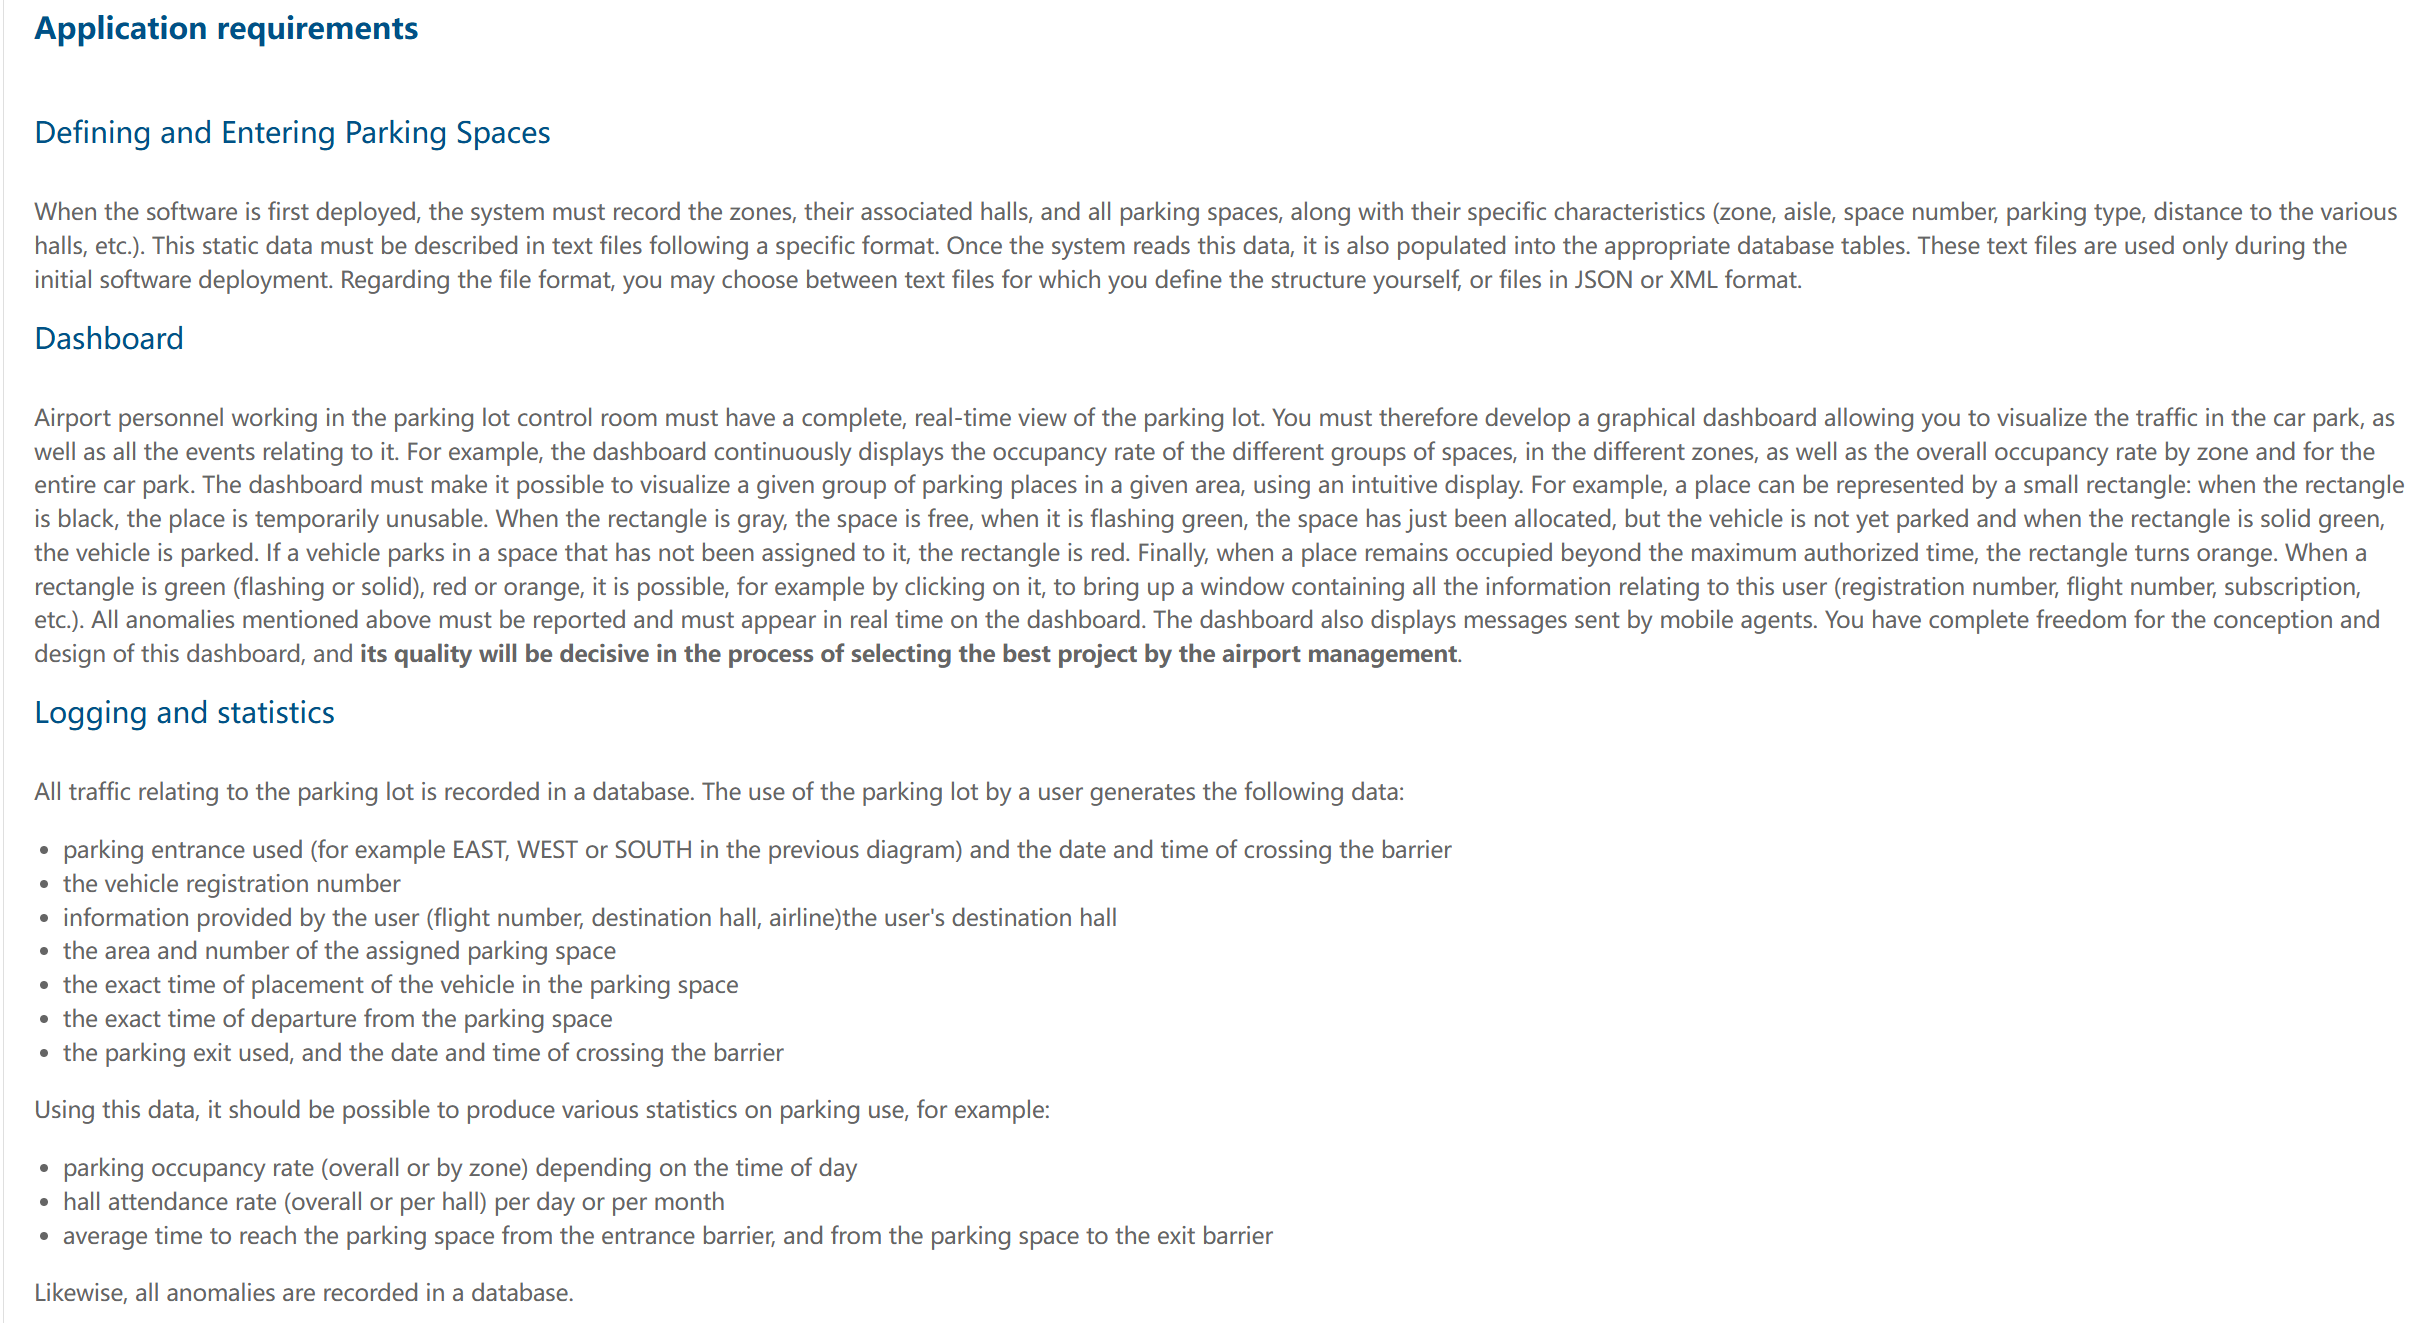 Application requirements
Defining and Entering Parking Spaces
When the software is first deployed, the system must record the zones, their associated halls, and all parking spaces, along with their specific characteristics (zone, aisle, space number, parking type, distance to the various
halls, etc.). This static data must be described in text files following a specific format. Once the system reads this data, it is also populated into the appropriate database tables. These text files are used only during the
initial software deployment. Regarding the file format, you may choose between text files for which you define the structure yourself, or files in JSON or XML format.
Dashboard
Airport personnel working in the parking lot control room must have a complete, real-time view of the parking lot. You must therefore develop a graphical dashboard allowing you to visualize the traffic in the car park, as
well as all the events relating to it. For example, the dashboard continuously displays the occupancy rate of the different groups of spaces, in the different zones, as well as the overall occupancy rate by zone and for the
entire car park. The dashboard must make it possible to visualize a given group of parking places in a given area, using an intuitive display. For example, a place can be represented by a small rectangle: when the rectangle
is black, the place is temporarily unusable. When the rectangle is gray, the space is free, when it is flashing green, the space has just been allocated, but the vehicle is not yet parked and when the rectangle is solid green,
the vehicle is parked. If a vehicle parks in a space that has not been assigned to it, the rectangle is red. Finally, when a place remains occupied beyond the maximum authorized time, the rectangle turns orange. When a
rectangle is green (flashing or solid), red or orange, it is possible, for example by clicking on it, to bring up a window containing all the information relating to this user (registration number, flight number, subscription,
etc.). All anomalies mentioned above must be reported and must appear in real time on the dashboard. The dashboard also displays messages sent by mobile agents. You have complete freedom for the conception and
design of this dashboard, and its quality will be decisive in the process of selecting the best project by the airport management.
Logging and statistics
All traffic relating to the parking lot is recorded in a database. The use of the parking lot by a user generates the following data:
• parking entrance used (for example EAST, WEST or SOUTH in the previous diagram) and the date and time of crossing the barrier
• the vehicle registration number
• information provided by the user (flight number, destination hall, airline)the user's destination hall
• the area and number of the assigned parking space
• the exact time of placement of the vehicle in the parking space
• the exact time of departure from the parking space
• the parking exit used, and the date and time of crossing the barrier
Using this data, it should be possible to produce various statistics on parking use, for example:
• parking occupancy rate (overall or by zone) depending on the time of day
• hall attendance rate (overall or per hall) per day or per month
• average time to reach the parking space from the entrance barrier, and from the parking space to the exit barrier
Likewise, all anomalies are recorded in a database.